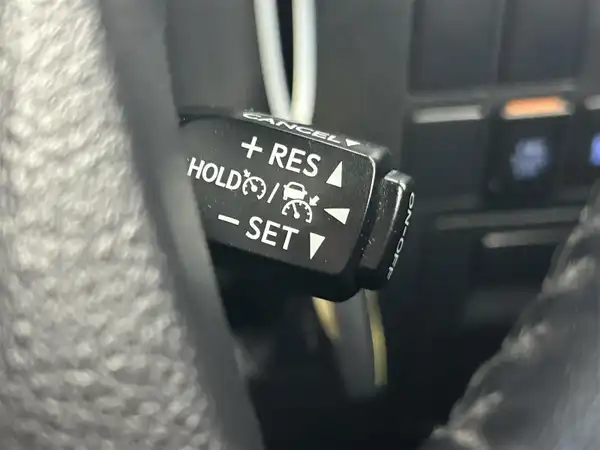 CANCEL▼
+ RES ▲
HOLD / ◀
− SET ▼
ON-OFF